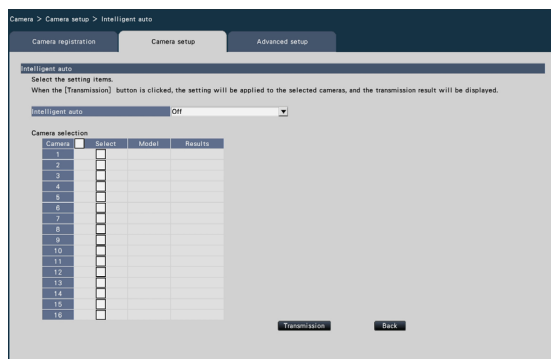 Camera > Camera setup > Intelligent auto
Camera registration Camera setup Advanced setup
Intelligent auto
Select the setting items.
When the [Transmission] button is clicked, the setting will be applied to the selected cameras, and the transmission result will be displayed.
Intelligent auto Off
Camera selection
Camera Select Model Results
1
2
3
4
5
6
7
8
9
10
11
12
13
14
15
16
Transmission Back